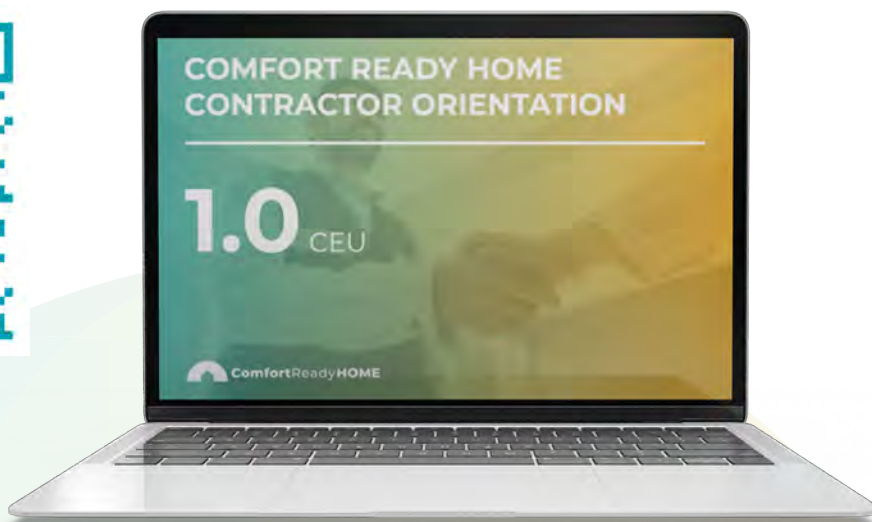 COMFORT READY HOME
CONTRACTOR ORIENTATION
1.0 CEU
ComfortReadyHOME